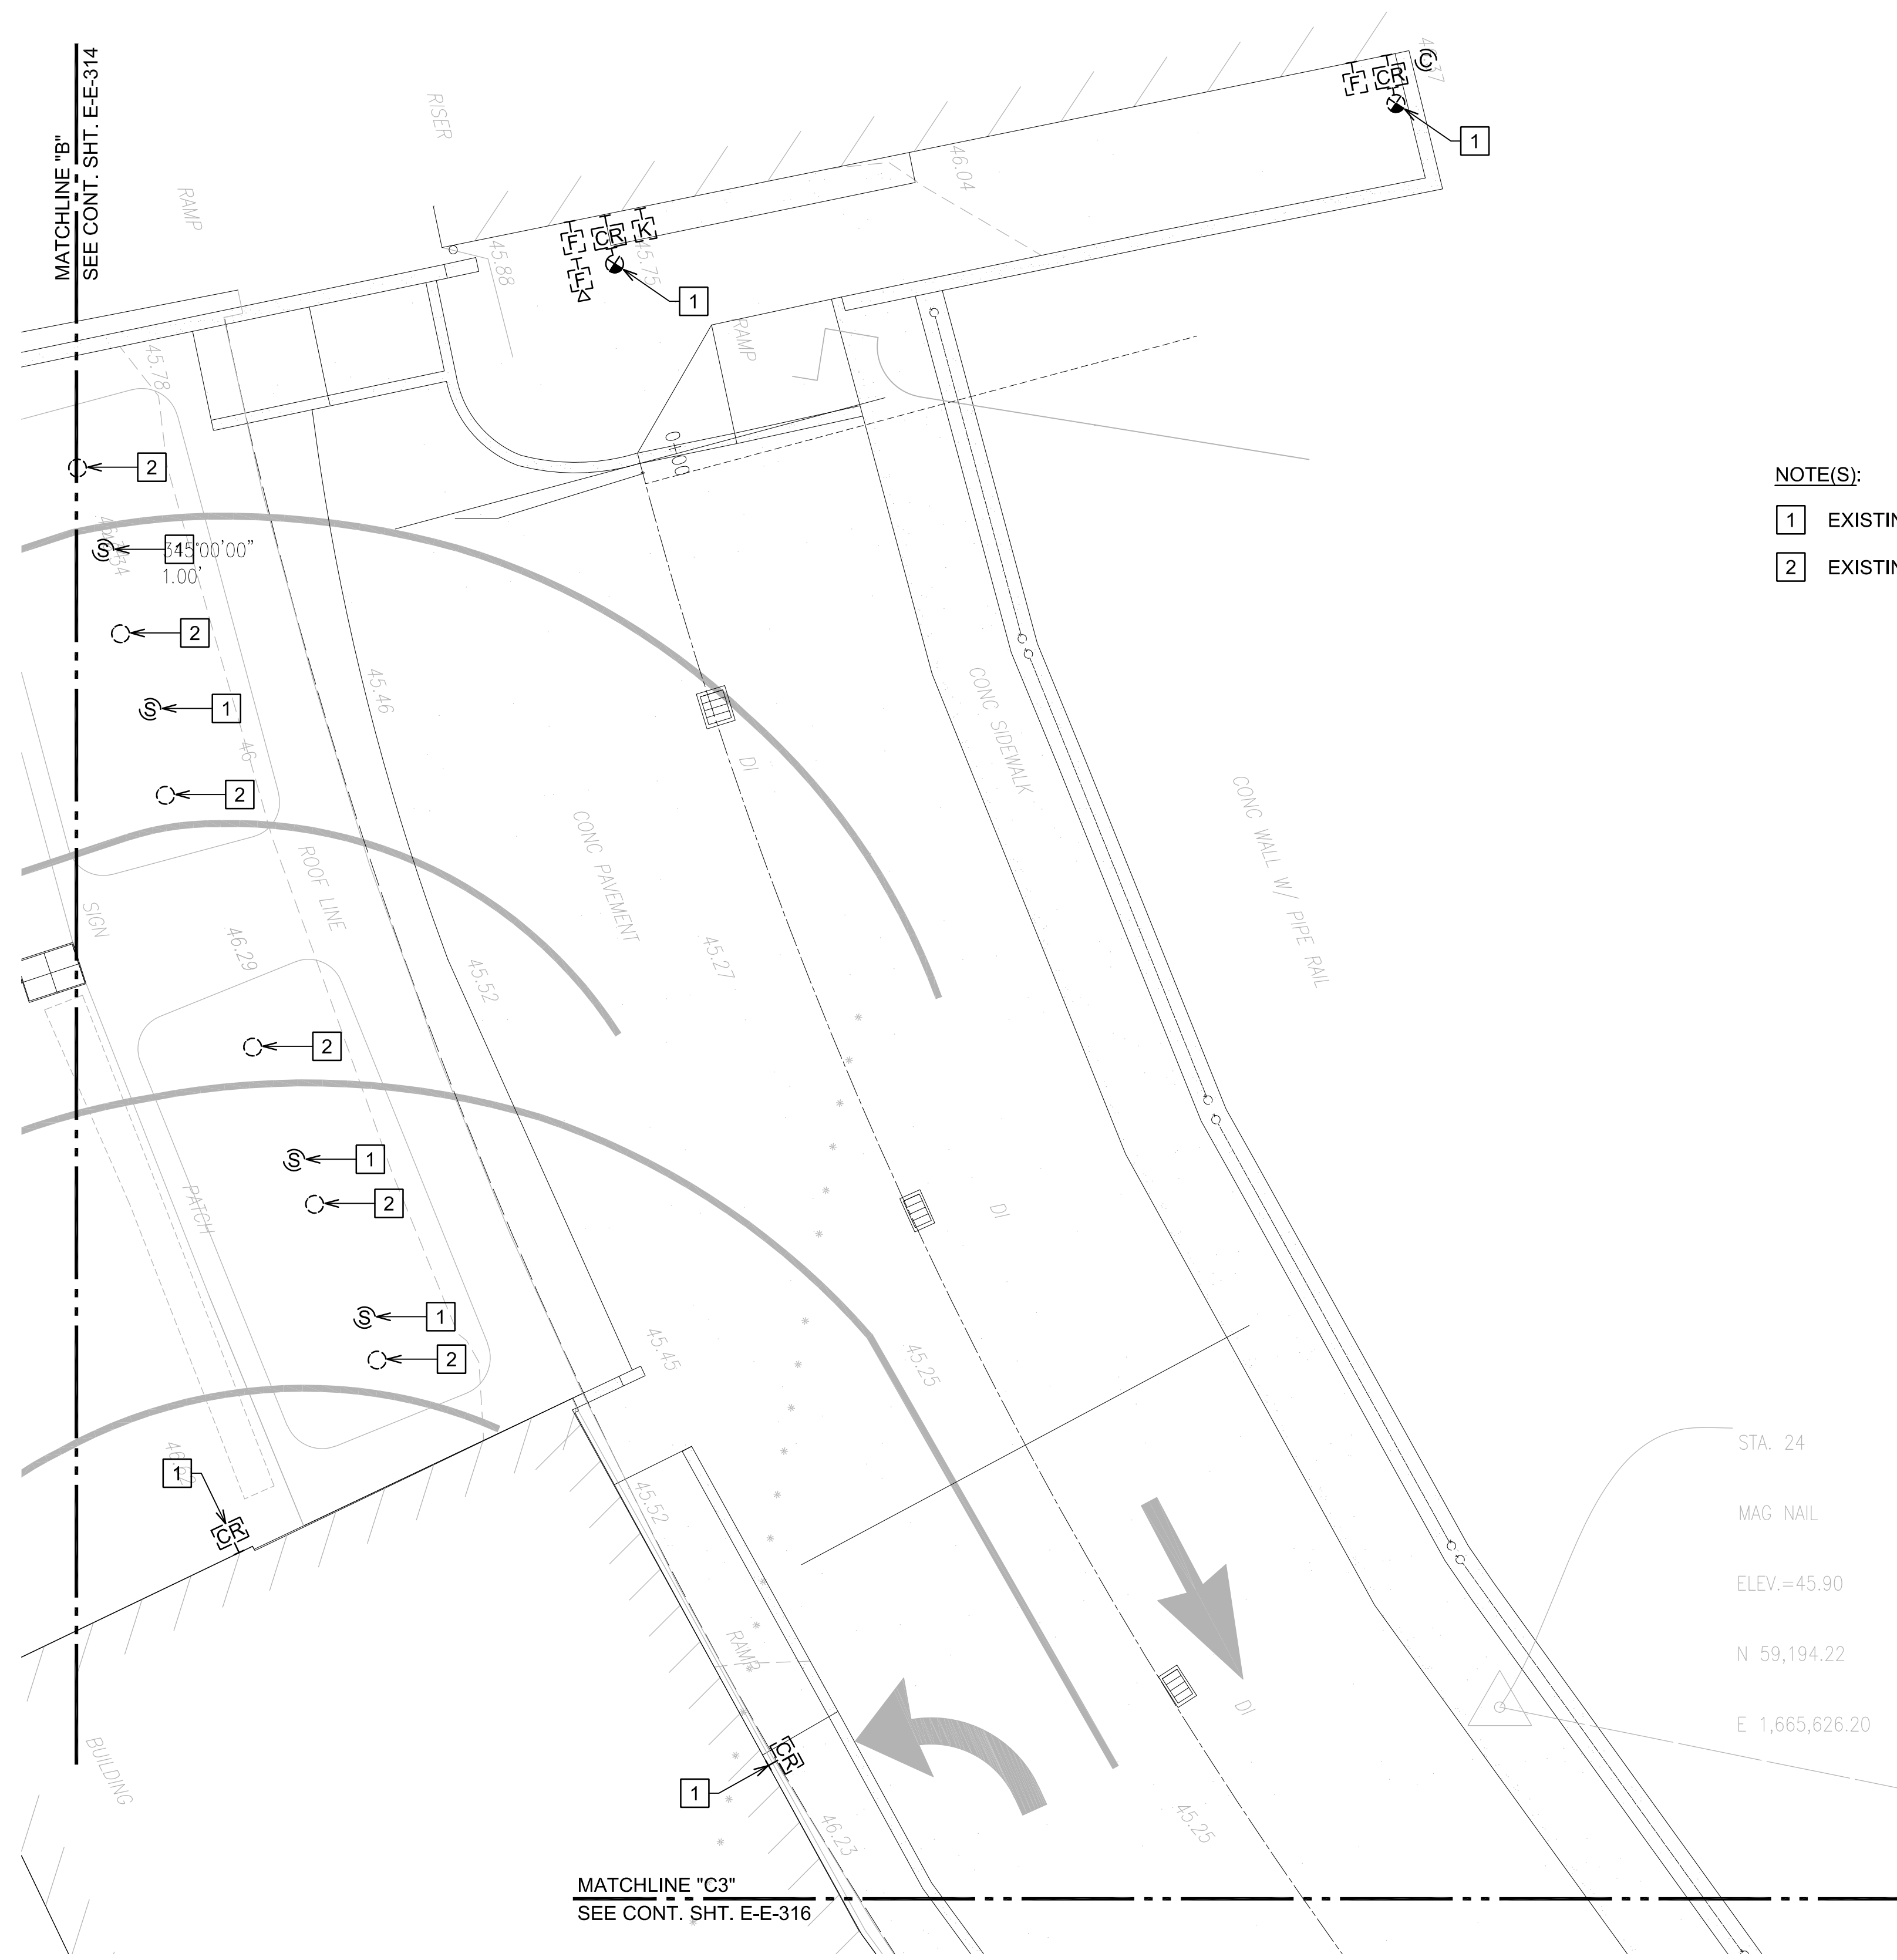 MATCHLINE "B"
SEE CONT. SHT. E-E-314
RAMP
RISER
F
CR
C
1
46.04
F
CR
K
F
45.88
45.75
1
RAMP
45.78
0+00
2
NOTE(S):
1 EXISTIN
2 EXISTIN
S
1
345°00'00"
1.00'
2
45.46
CONC SIDEWALK
S
1
46
DI
2
CONC PAVEMENT
CONC WALL W/ PIPE RAIL
ROOF LINE
SIGN
46.29
45.52
45.27
2
S
1
PATCH
2
DI
S
1
2
45.45
45.25
1
CR
45.52
STA. 24
MAG NAIL
ELEV.=45.90
N 59,194.22
E 1,665,626.20
RAMP
DI
BUILDING
CR
1
46.23
45.25
MATCHLINE "C3"
SEE CONT. SHT. E-E-316